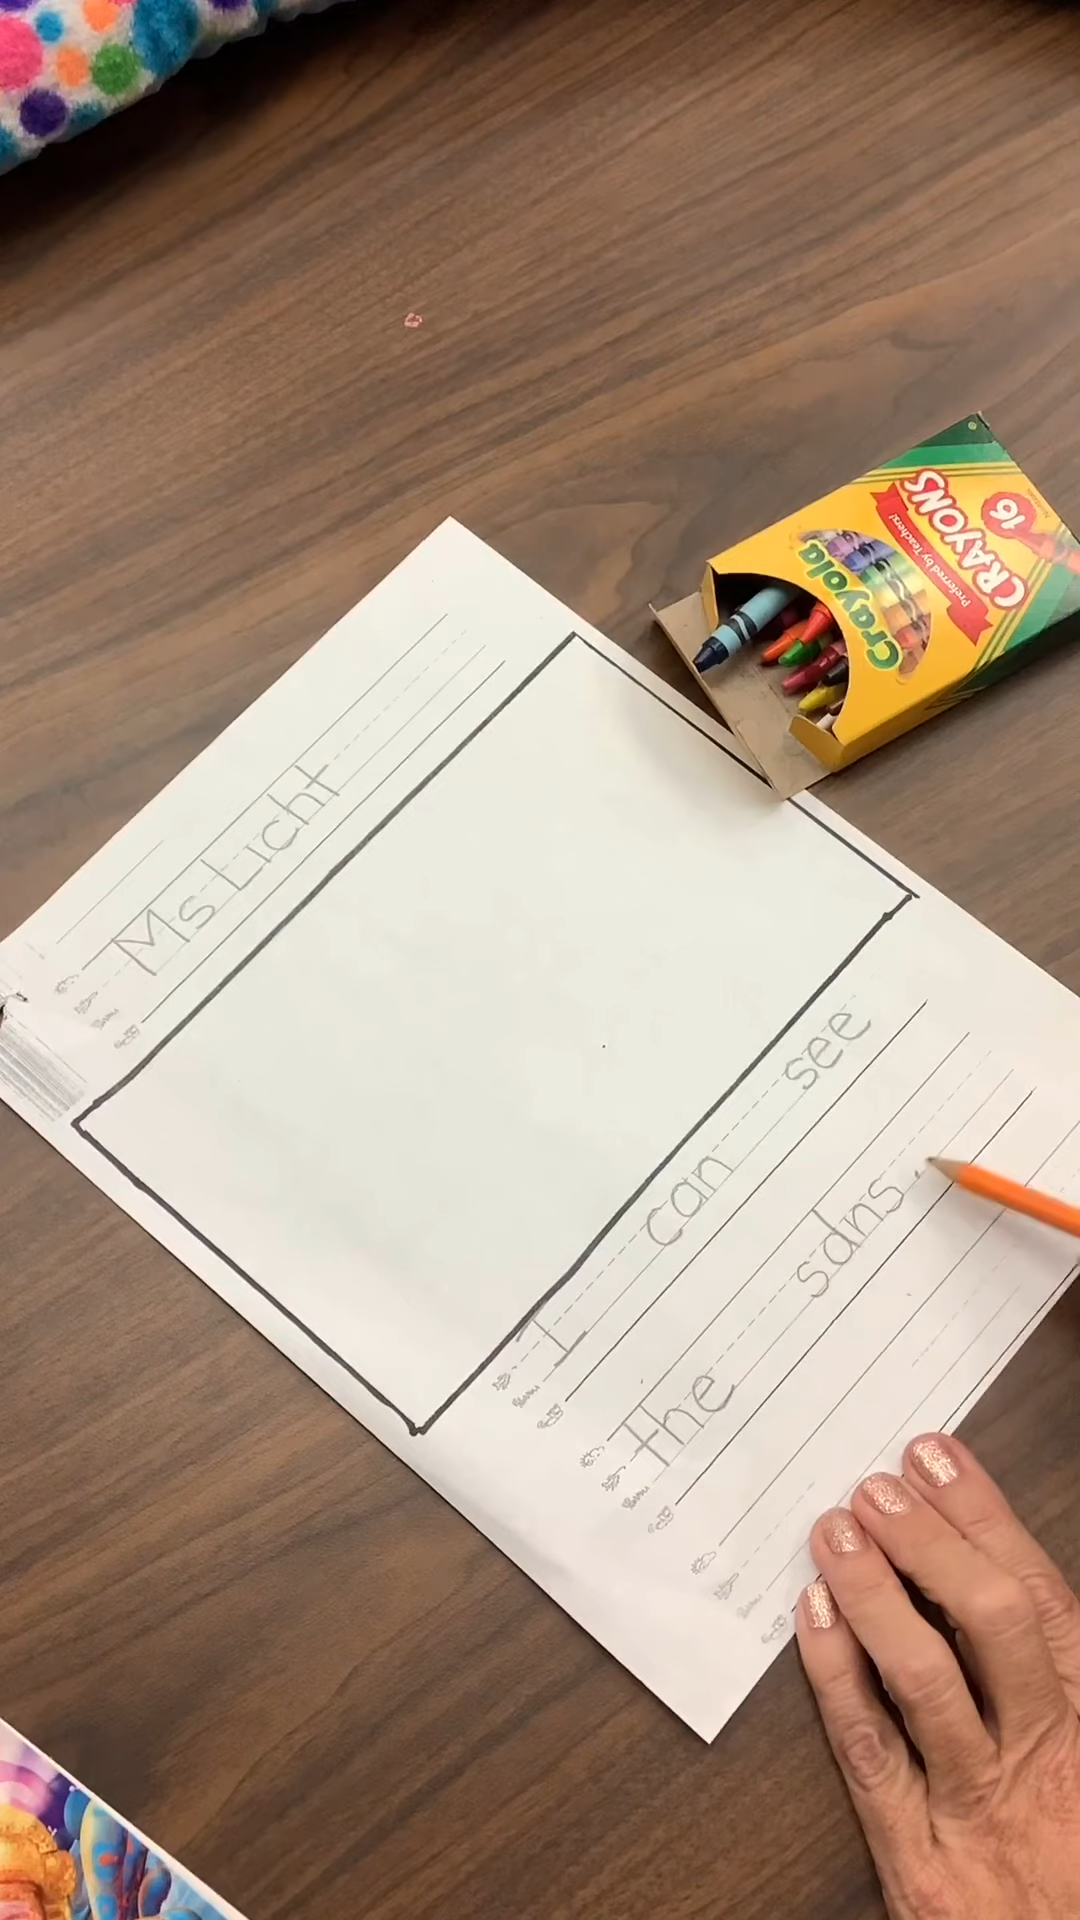 Ms Licht
I can see
the sdns.
Crayola
CRAYONS
16
Preferred by Teachers!